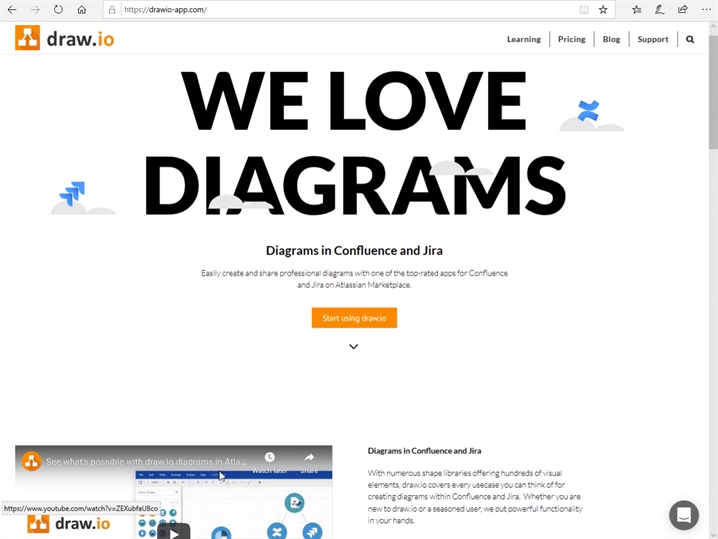 https://drawio-app.com/
draw.io
Learning
Pricing
Blog
Support
WE LOVE
DIAGRAMS
Diagrams in Confluence and Jira
Easily create and share professional diagrams with one of the top-rated apps for Confluence
and Jira on Atlassian Marketplace.
Start using draw.io
See what's possible with draw.io diagrams in Atla...
Watch later
Share
draw.io
https://www.youtube.com/watch?v=ZEXubfaUBco
Diagrams in Confluence and Jira
With numerous shape libraries offering hundreds of visual
elements, draw.io covers every usecase you can think of for
creating diagrams within Confluence and Jira. Whether you are
new to draw.io or a seasoned user, we put powerful functionality
in your hands.